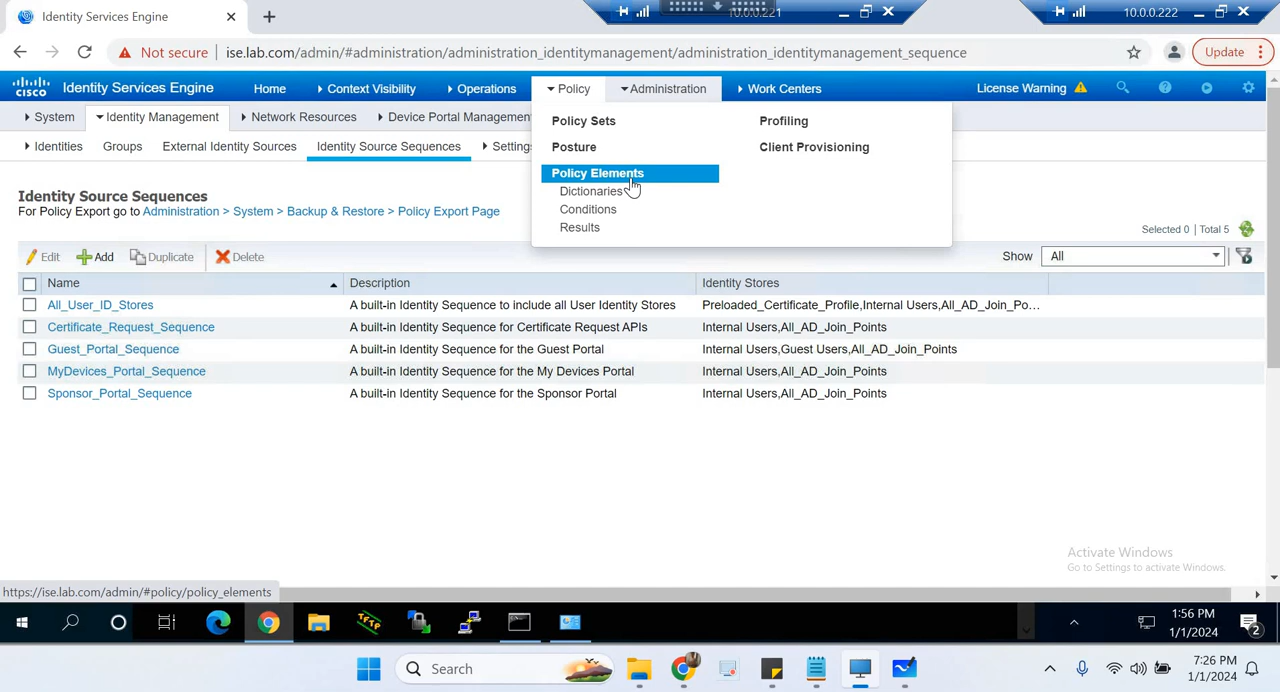 Identity Services Engine
10.0.0.221
10.0.0.222
Not secure
ise.lab.com/admin/#administration/administration_identitymanagement/administration_identitymanagement_sequence
Update
CISCO Identity Services Engine
Home
Context Visibility
Operations
Policy
Administration
Work Centers
License Warning
System
Identity Management
Network Resources
Device Portal Management
Policy Sets
Profiling
Identities
Groups
External Identity Sources
Identity Source Sequences
Settings
Posture
Client Provisioning
Policy Elements
Dictionaries
Conditions
Results
Identity Source Sequences
For Policy Export go to Administration > System > Backup & Restore > Policy Export Page
Selected 0 | Total 5
Edit
Add
Duplicate
Delete
Show
All
Name
Description
Identity Stores
All_User_ID_Stores
A built-in Identity Sequence to include all User Identity Stores
Preloaded_Certificate_Profile,Internal Users,All_AD_Join_Po...
Certificate_Request_Sequence
A built-in Identity Sequence for Certificate Request APIs
Internal Users,All_AD_Join_Points
Guest_Portal_Sequence
A built-in Identity Sequence for the Guest Portal
Internal Users,Guest Users,All_AD_Join_Points
MyDevices_Portal_Sequence
A built-in Identity Sequence for the My Devices Portal
Internal Users,All_AD_Join_Points
Sponsor_Portal_Sequence
A built-in Identity Sequence for the Sponsor Portal
Internal Users,All_AD_Join_Points
Activate Windows
Go to Settings to activate Windows.
https://ise.lab.com/admin/#policy/policy_elements
TFTP
1:56 PM
1/1/2024
2
Search
7:26 PM
1/1/2024